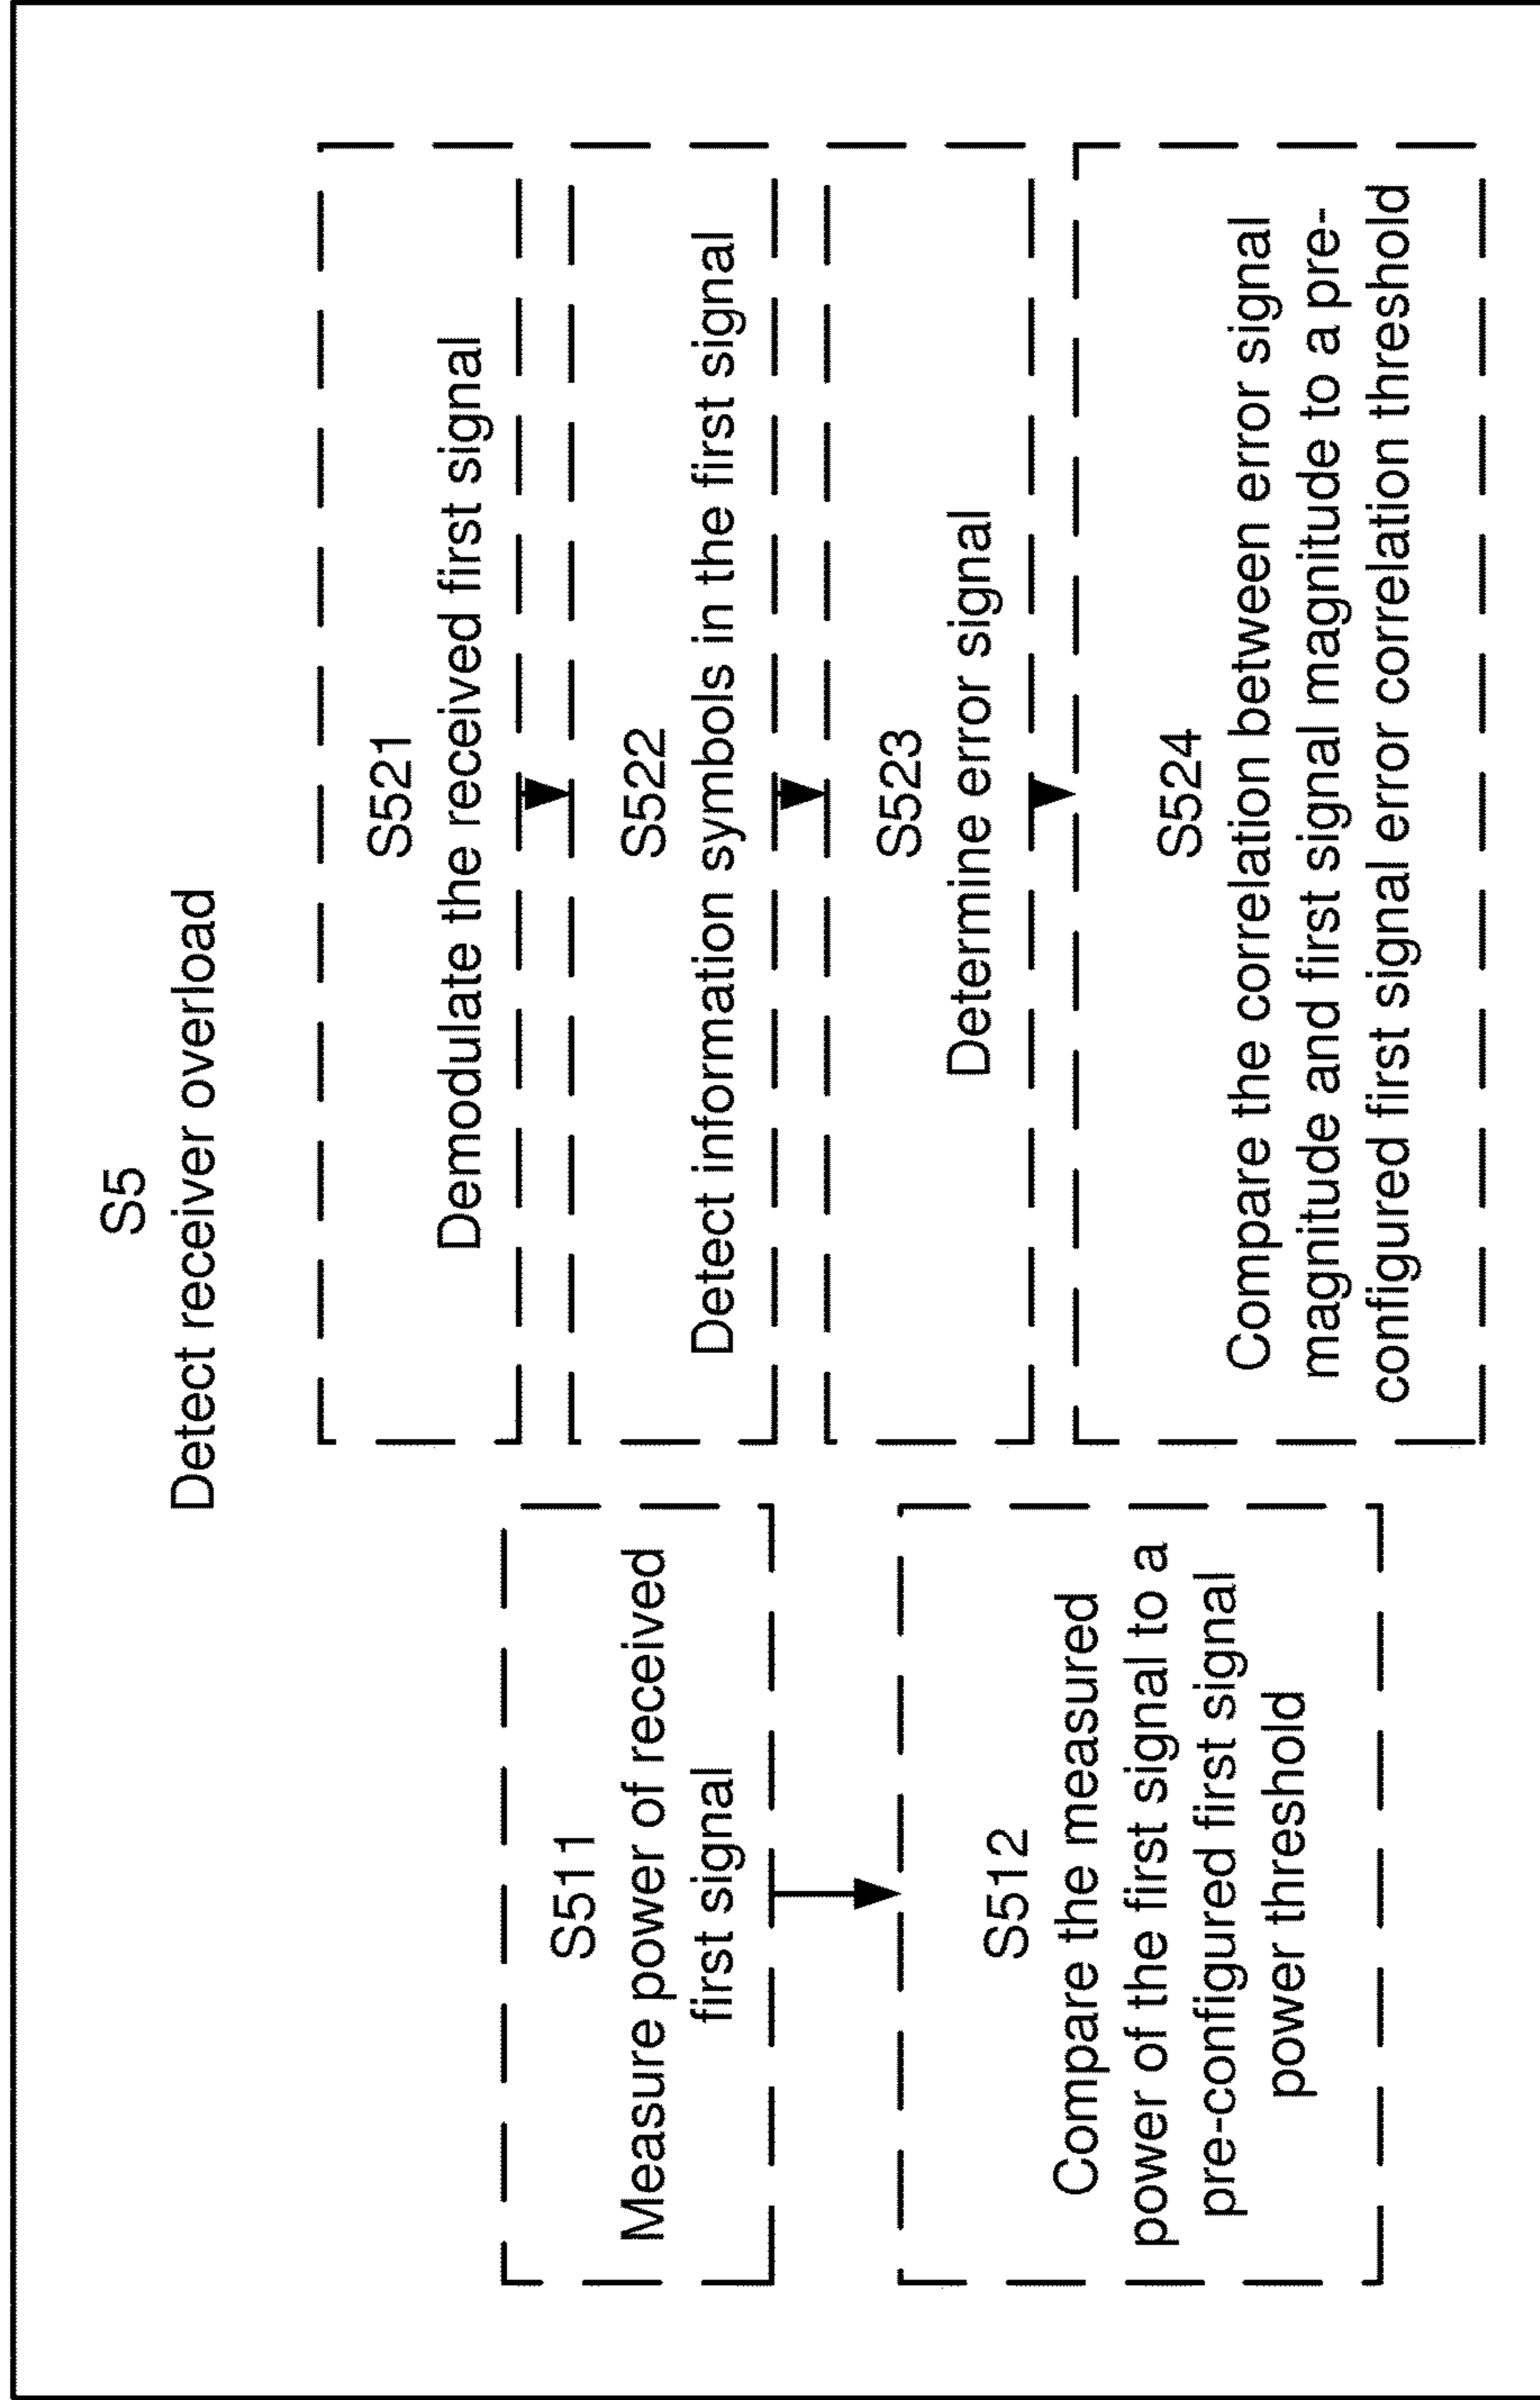 S5
Detect receiver overload
S511
Measure power of received
first signal
S512
Compare the measured
power of the first signal to a
pre-configured first signal
power threshold
S521
Demodulate the received first signal
S522
Detect information symbols in the first signal
S523
Determine error signal
S524
Compare the correlation between error signal
magnitude and first signal magnitude to a pre-
configured first signal error correlation threshold